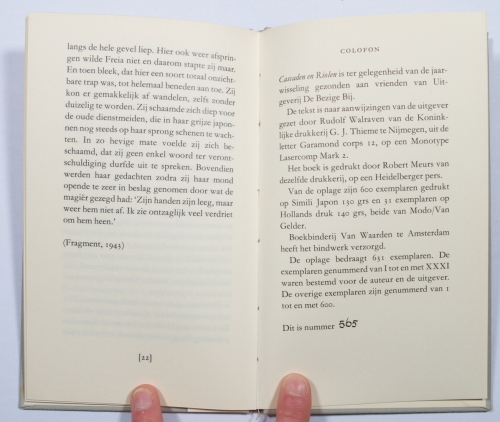 langs de hele gevel liep. Hier ook weer afsprin-
gen wilde Freia niet en daarom stapte zij maar.
En toen bleek, dat hier een soort totaal onzicht-
bare trap was, tot helemaal beneden aan toe. Zij
kon er gemakkelijk af wandelen, zelfs zonder
duizelig te worden. Zij schaamde zich diep voor
de oude dienstmeiden, die in haar grijze japon-
nen nog steeds op haar sprong schenen te wach-
ten. In zo hevige mate voelde zij zich be-
schaamd, dat zij geen enkel woord ter veront-
schuldiging durfde uit te spreken. Bovendien
werden haar gedachten zodra zij haar mond
opende te zeer in beslag genomen door wat de
magiër gezegd had: ‘Zijn handen zijn leeg, maar
weer hem niet af. Ik zie ontzaglijk veel verdriet
om hem heen.’
(Fragment, 1943)
[22]
COLOFON
Cascaden en Riolen is ter gelegenheid van de jaar-
wisseling gezonden aan vrienden van Uit-
geverij De Bezige Bij.
De tekst is naar aanwijzingen van de uitgever
gezet door Rudolf Walraven van de Konink-
lijke drukkerij G. J. Thieme te Nijmegen, uit de
letter Garamond corps 12, op een Monotype
Lasercomp Mark 2.
Het boek is gedrukt door Robert Meurs van
dezelfde drukkerij, op een Heidelberger pers.
Van de oplage zijn 600 exemplaren gedrukt
op Simili Japon 130 grs en 31 exemplaren op
Hollands druk 140 grs, beide van Modo/Van
Gelder.
Boekbinderij Van Waarden te Amsterdam
heeft het bindwerk verzorgd.
De oplage bedraagt 631 exemplaren. De
exemplaren genummerd van I tot en met XXXI
waren bestemd voor de auteur en de uitgever.
De overige exemplaren zijn genummerd van 1
tot en met 600.
Dit is nummer 565